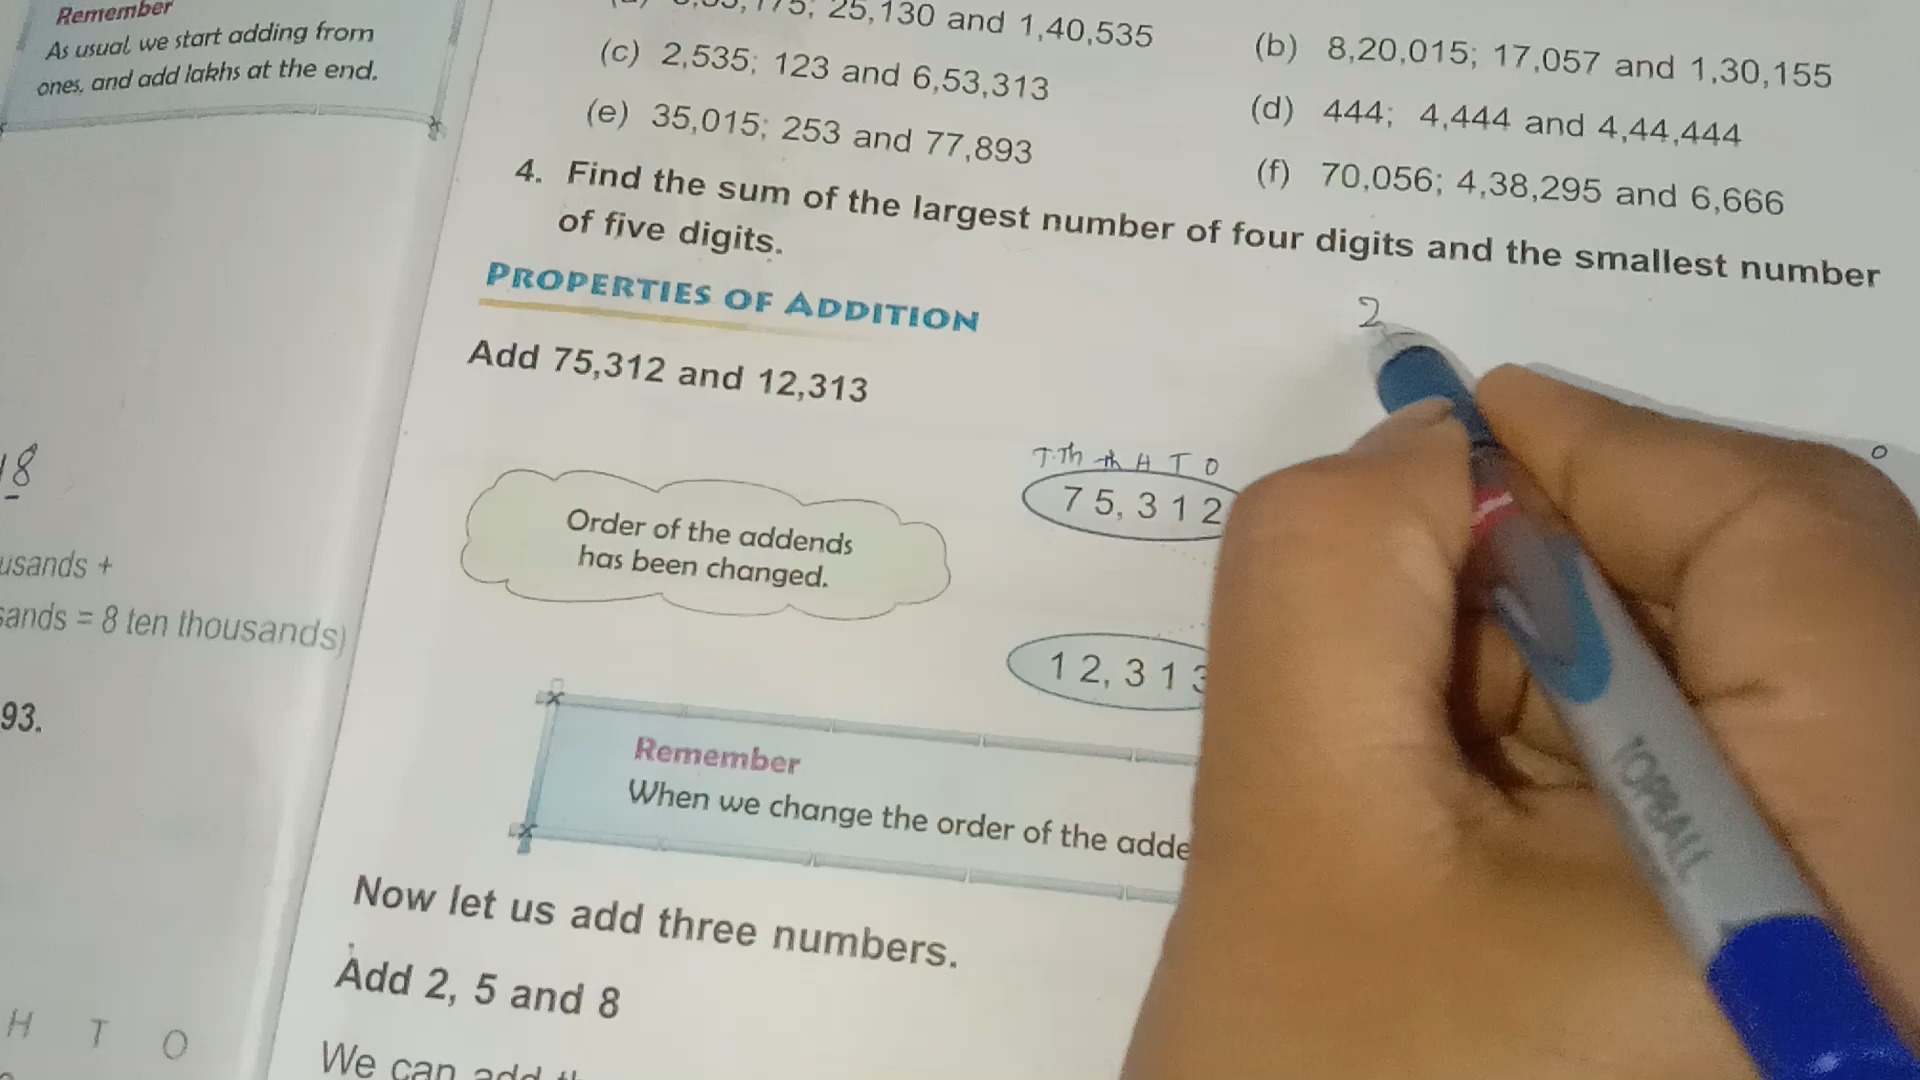 Remember
As usual, we start adding from
ones, and add lakhs at the end.
25,130 and 1,40,535
(b) 8,20,015; 17,057 and 1,30,155
(c) 2,535; 123 and 6,53,313
(d) 444; 4,444 and 4,44,444
(e) 35,015; 253 and 77,893
(f) 70,056; 4,38,295 and 6,666
4. Find the sum of the largest number of four digits and the smallest number
of five digits.
PROPERTIES OF ADDITION
2
Add 75,312 and 12,313
T.Th th H T O
O
75,312
18
Order of the addends
has been changed.
usands +
sands = 8 ten thousands)
12,313
93.
Remember
When we change the order of the adde
TOPBALL
Now let us add three numbers.
Add 2, 5 and 8
H T O
We can add